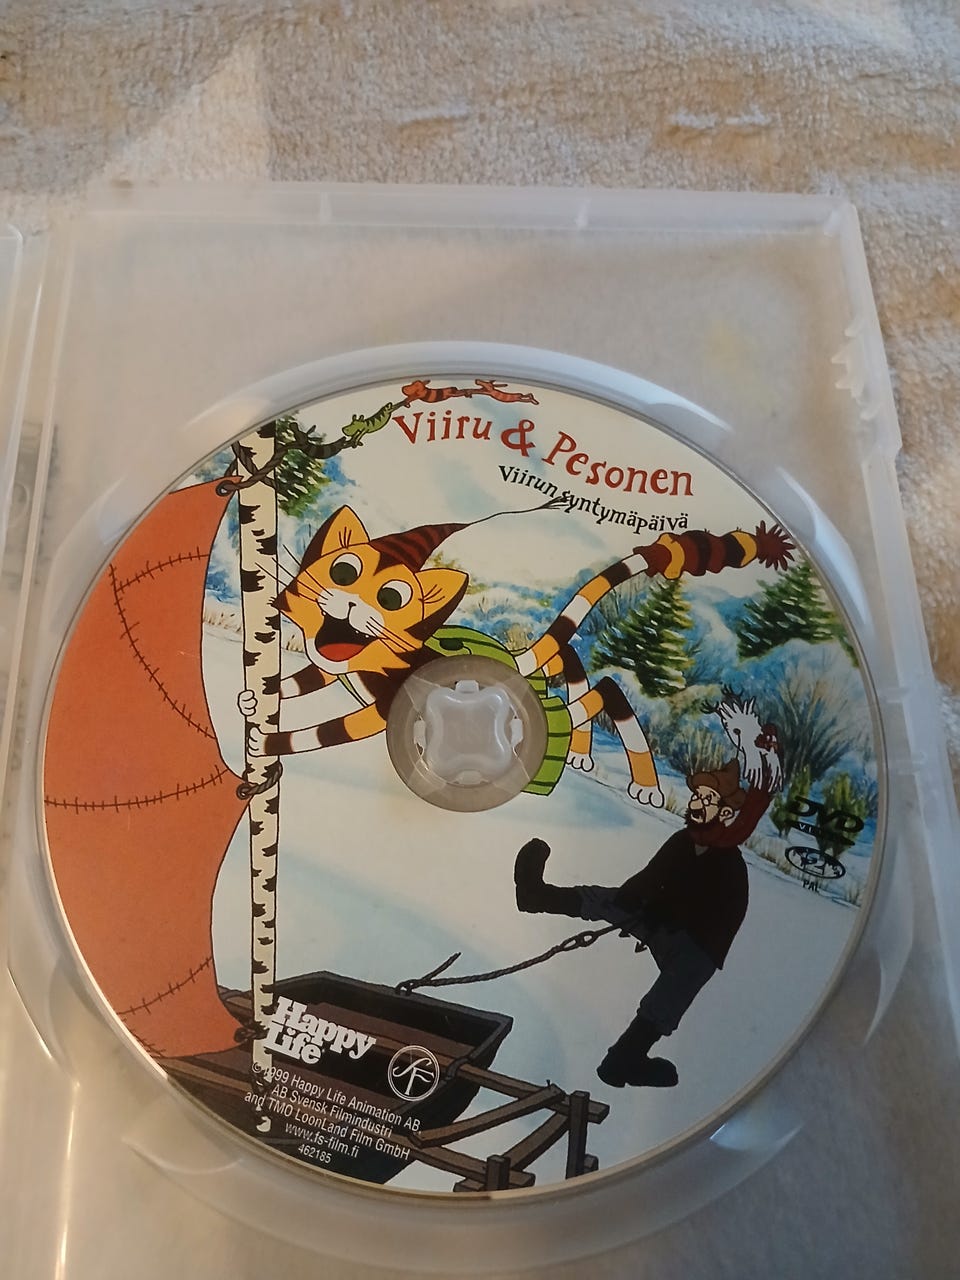 Viiru & Pesonen
Viirun syntymäpäivä
DVD
PAL
Happy
Life
SF
©1999 Happy Life Animation AB,
AB Svensk Filmindustri
and TMO LoonLand Film GmbH
www.fs-film.fi
462185